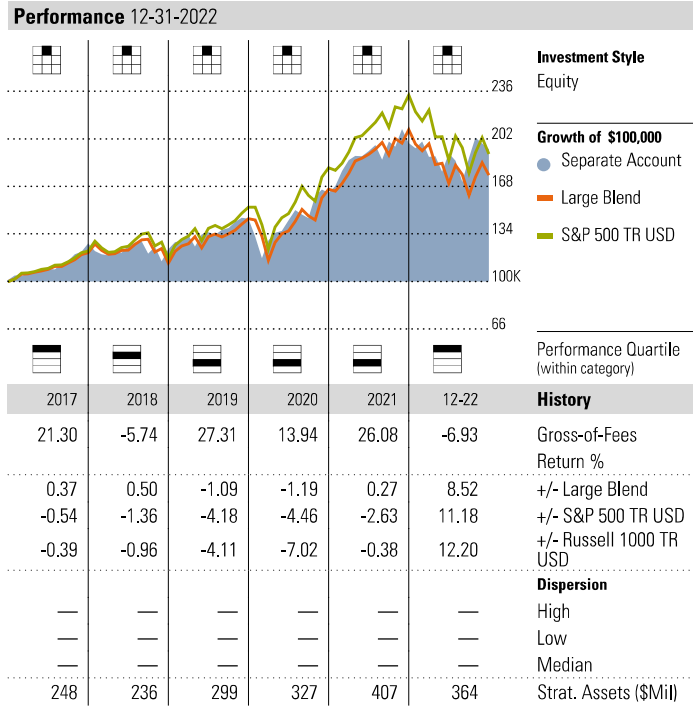 Performance 12-31-2022
Investment Style
Equity
236
Growth of $100,000
202
Separate Account
168
Large Blend
134
S&P 500 TR USD
100K
66
Performance Quartile
(within category)
2017 2018 2019 2020 2021 12-22 History
21.30 -5.74 27.31 13.94 26.08 -6.93 Gross-of-Fees
Return %
0.37 0.50 -1.09 -1.19 0.27 8.52 +/- Large Blend
-0.54 -1.36 -4.18 -4.46 -2.63 11.18 +/- S&P 500 TR USD
-0.39 -0.96 -4.11 -7.02 -0.38 12.20 +/- Russell 1000 TR
USD
Dispersion
— — — — — — High
— — — — — — Low
— — — — — — Median
248 236 299 327 407 364 Strat. Assets ($Mil)